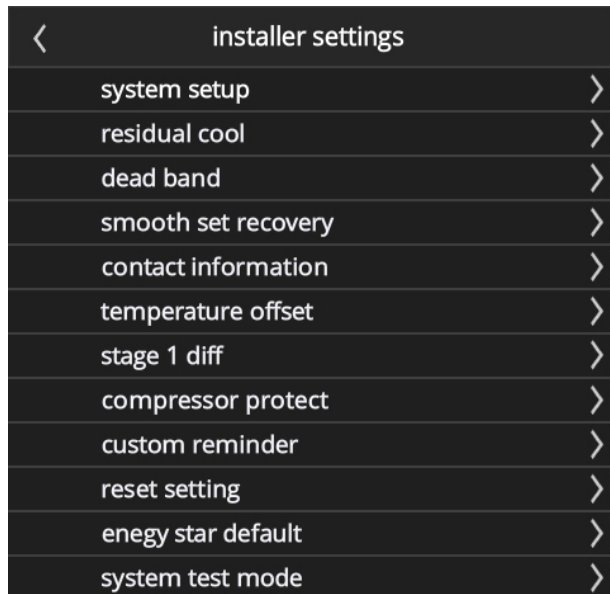 installer settings
system setup
residual cool
dead band
smooth set recovery
contact information
temperature offset
stage 1 diff
compressor protect
custom reminder
reset setting
enegy star default
system test mode